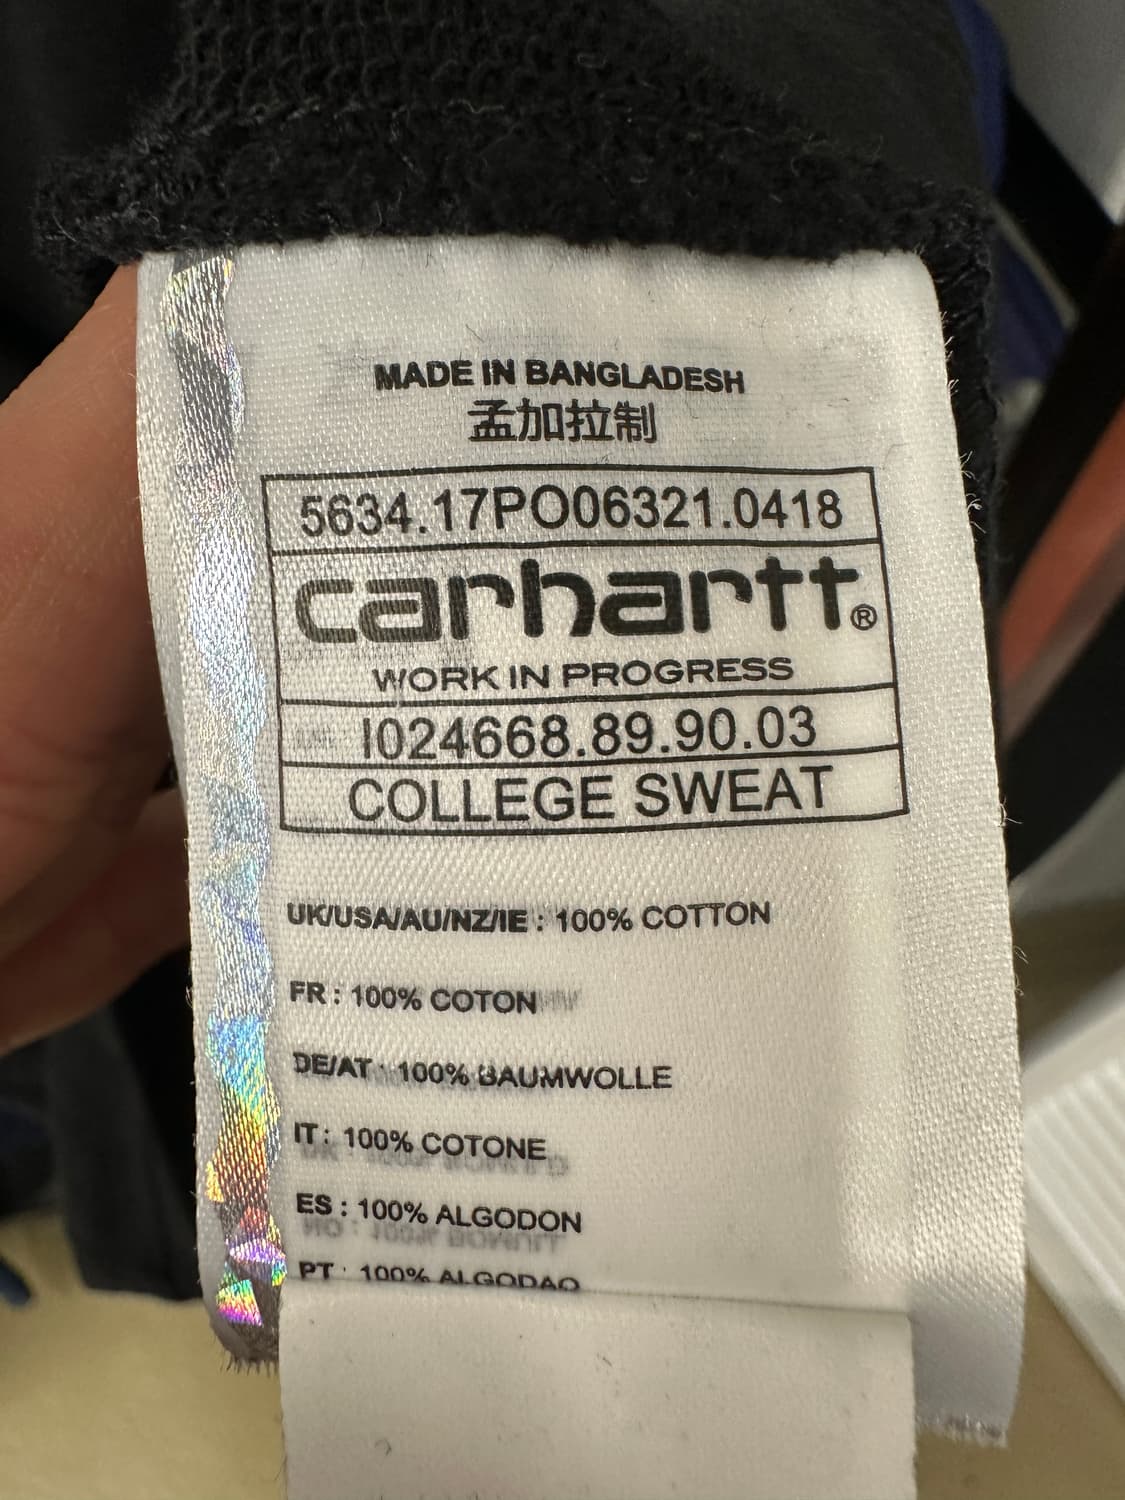 MADE IN BANGLADESH
孟加拉制
5634.17PO06321.0418
carhartt®
WORK IN PROGRESS
I024668.89.90.03
COLLEGE SWEAT
UK/USA/AU/NZ/IE : 100% COTTON
FR : 100% COTON
DE/AT : 100% BAUMWOLLE
IT : 100% COTONE
ES : 100% ALGODON
PT : 100% ALGODAO